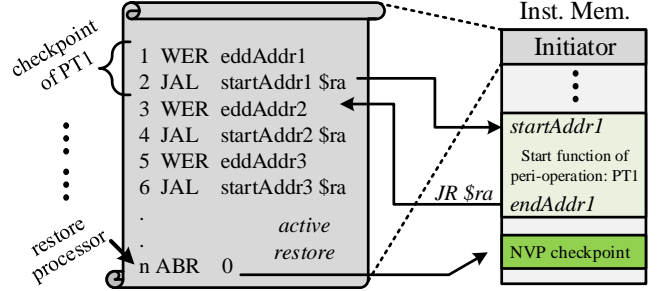 checkpoint
of PT1
1 WER eddAddr1
2 JAL startAddr1 $ra
3 WER eddAddr2
4 JAL startAddr2 $ra
5 WER eddAddr3
6 JAL startAddr3 $ra
.
.
active
restore
n ABR 0
restore
processor
Inst. Mem.
Initiator
startAddr1
Start function of
peri-operation: PT1
JR $ra
endAddr1
NVP checkpoint